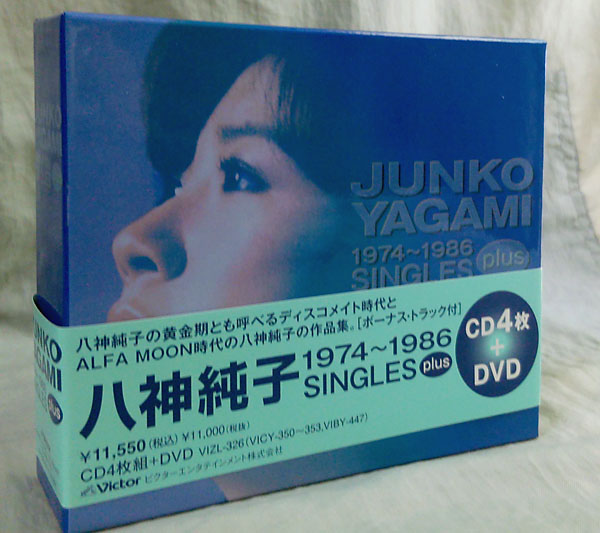 JUNKO
YAGAMI
1974~1986
SINGLES plus
JUNKO
YAGAMI
plus
八神純子の黄金期とも呼べるディスコメイト時代と
ALFA MOON時代の八神純子の作品集。[ボーナス・トラック付]
八神純子 1974~1986
SINGLES plus
CD4枚
+
DVD
¥11,550(税込) ¥11,000(税抜)
CD4枚組+DVD VIZL-326(VICY-350~353,VIBY-447)
Victor ビクターエンタテインメント株式会社